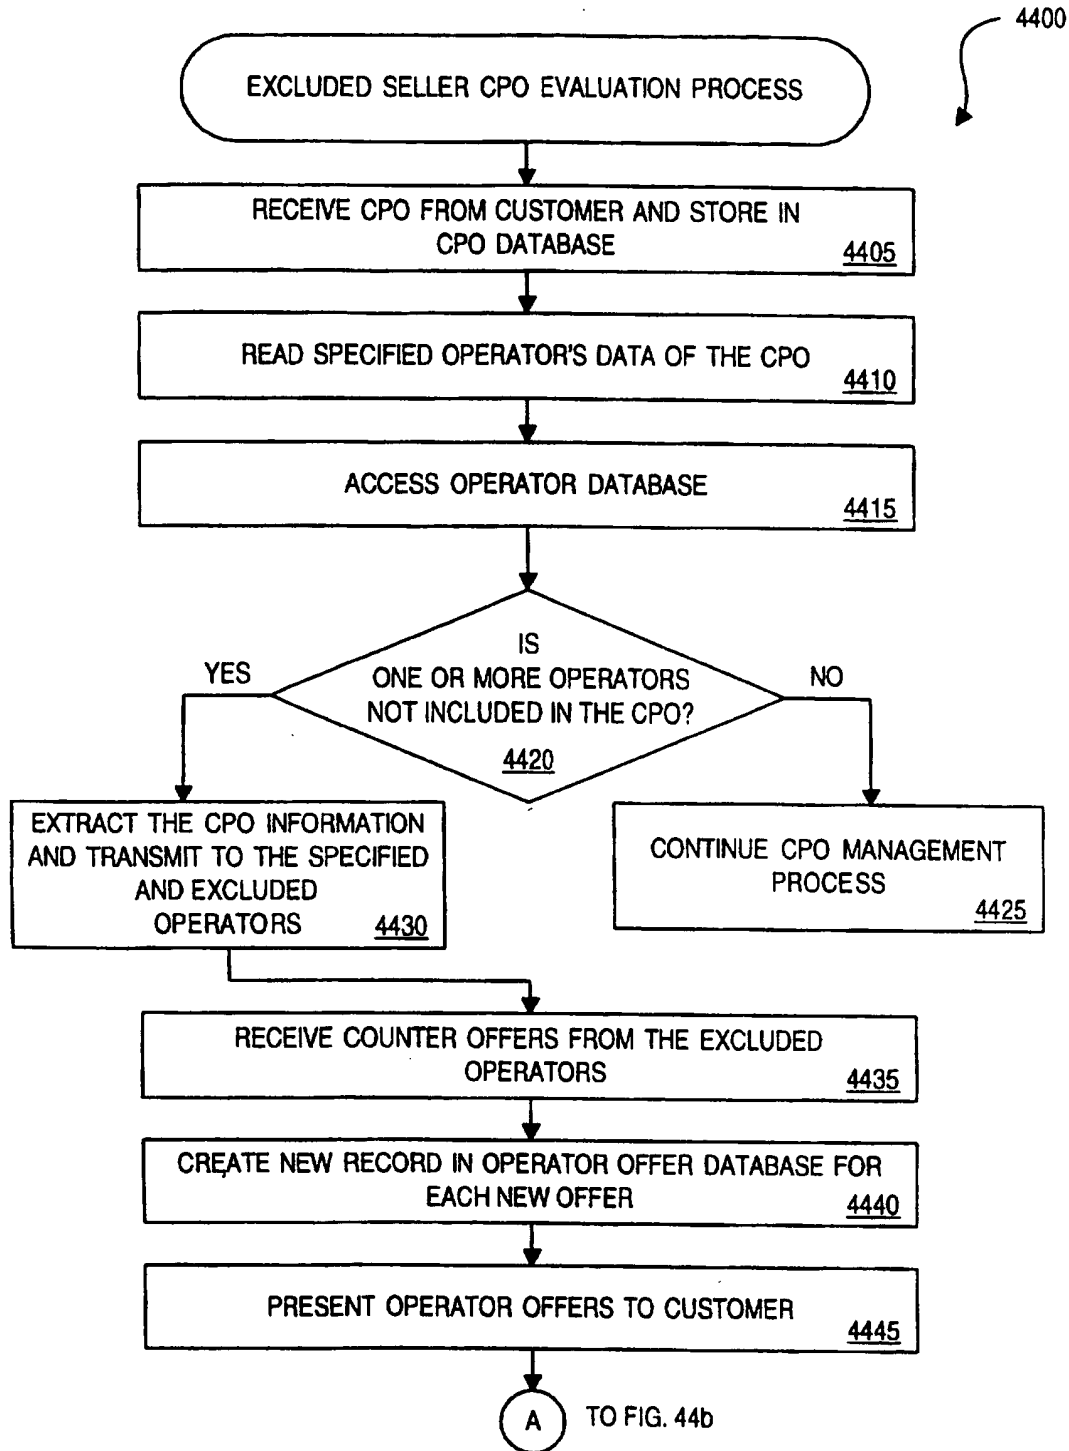 4400
EXCLUDED SELLER CPO EVALUATION PROCESS
RECEIVE CPO FROM CUSTOMER AND STORE IN
CPO DATABASE
4405
READ SPECIFIED OPERATOR'S DATA OF THE CPO
4410
ACCESS OPERATOR DATABASE
4415
IS
ONE OR MORE OPERATORS
NOT INCLUDED IN THE CPO?
4420
YES
NO
EXTRACT THE CPO INFORMATION
AND TRANSMIT TO THE SPECIFIED
AND EXCLUDED
OPERATORS
4430
CONTINUE CPO MANAGEMENT
PROCESS
4425
RECEIVE COUNTER OFFERS FROM THE EXCLUDED
OPERATORS
4435
CREATE NEW RECORD IN OPERATOR OFFER DATABASE FOR
EACH NEW OFFER
4440
PRESENT OPERATOR OFFERS TO CUSTOMER
4445
A
TO FIG. 44b